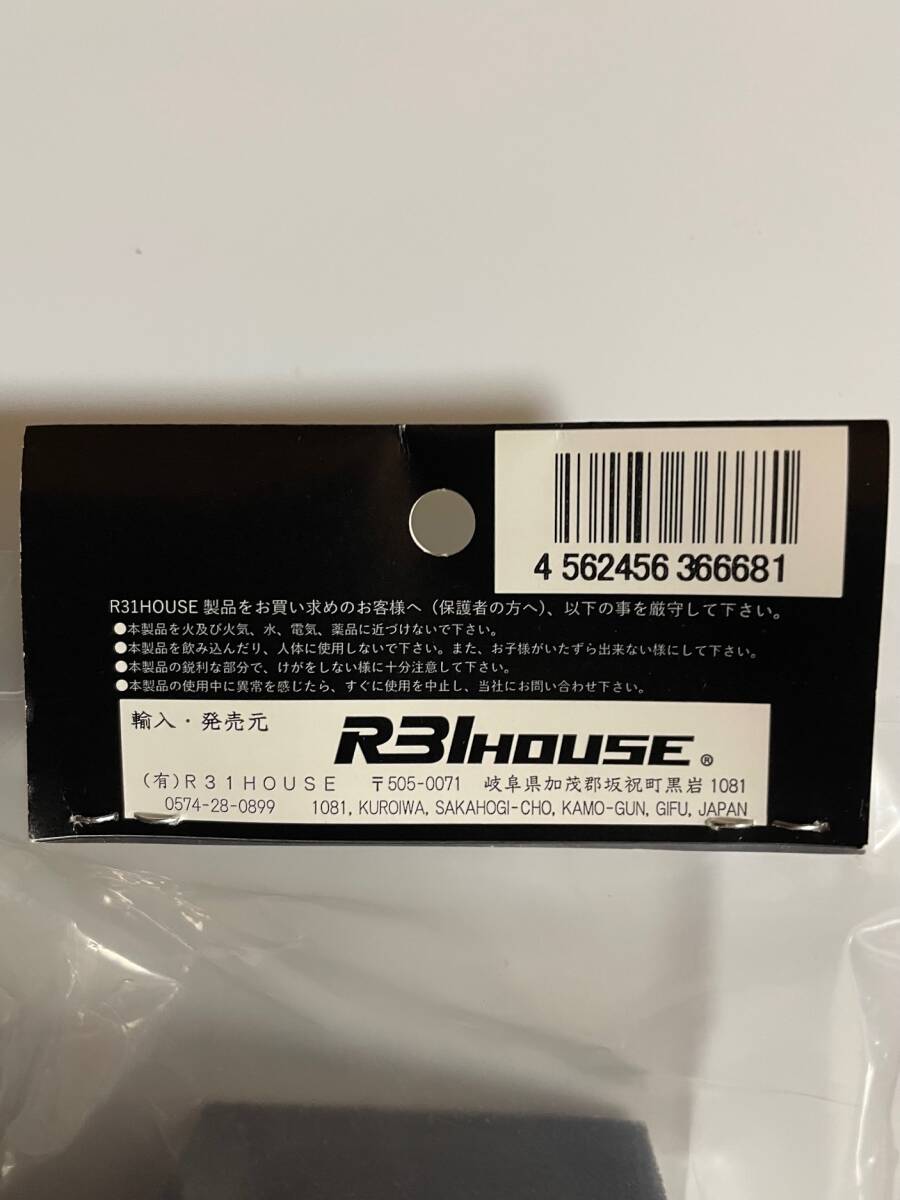 4 562456 366681
R31HOUSE 製品をお買い求めのお客様へ（保護者の方へ）、以下の事を厳守して下さい。
●本製品を火及び火気、水、電気、薬品に近づけないで下さい。
●本製品を飲み込んだり、人体に使用しないで下さい。また、お子様がいたずら出来ない様にして下さい。
●本製品の鋭利な部分で、けがをしない様に十分注意して下さい。
●本製品の使用中に異常を感じたら、すぐに使用を中止し、当社にお問い合わせ下さい。
輸入・発売元 R31HOUSE®
（有）R31HOUSE 〒505-0071 岐阜県加茂郡坂祝町黒岩 1081
0574-28-0899 1081, KUROIWA, SAKAHOGI-CHO, KAMO-GUN, GIFU, JAPAN